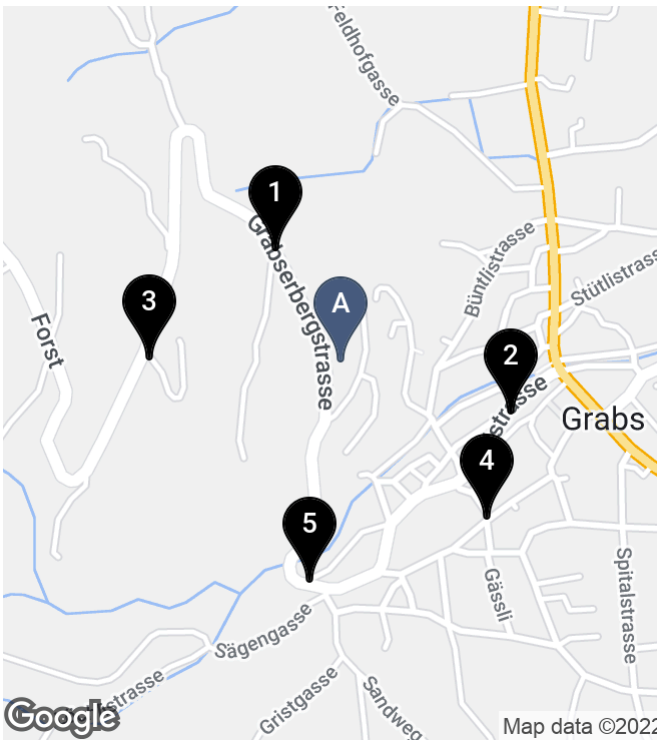 Feldhofgasse
1
Grabserbergstrasse
Büntlistrasse
Stütlistrasse
3
A
Forst
2
strasse
Grabs
4
5
Gässli
Spitalstrasse
Sägengasse
strasse
Gristgasse
Sandweg
Google
Map data ©2022